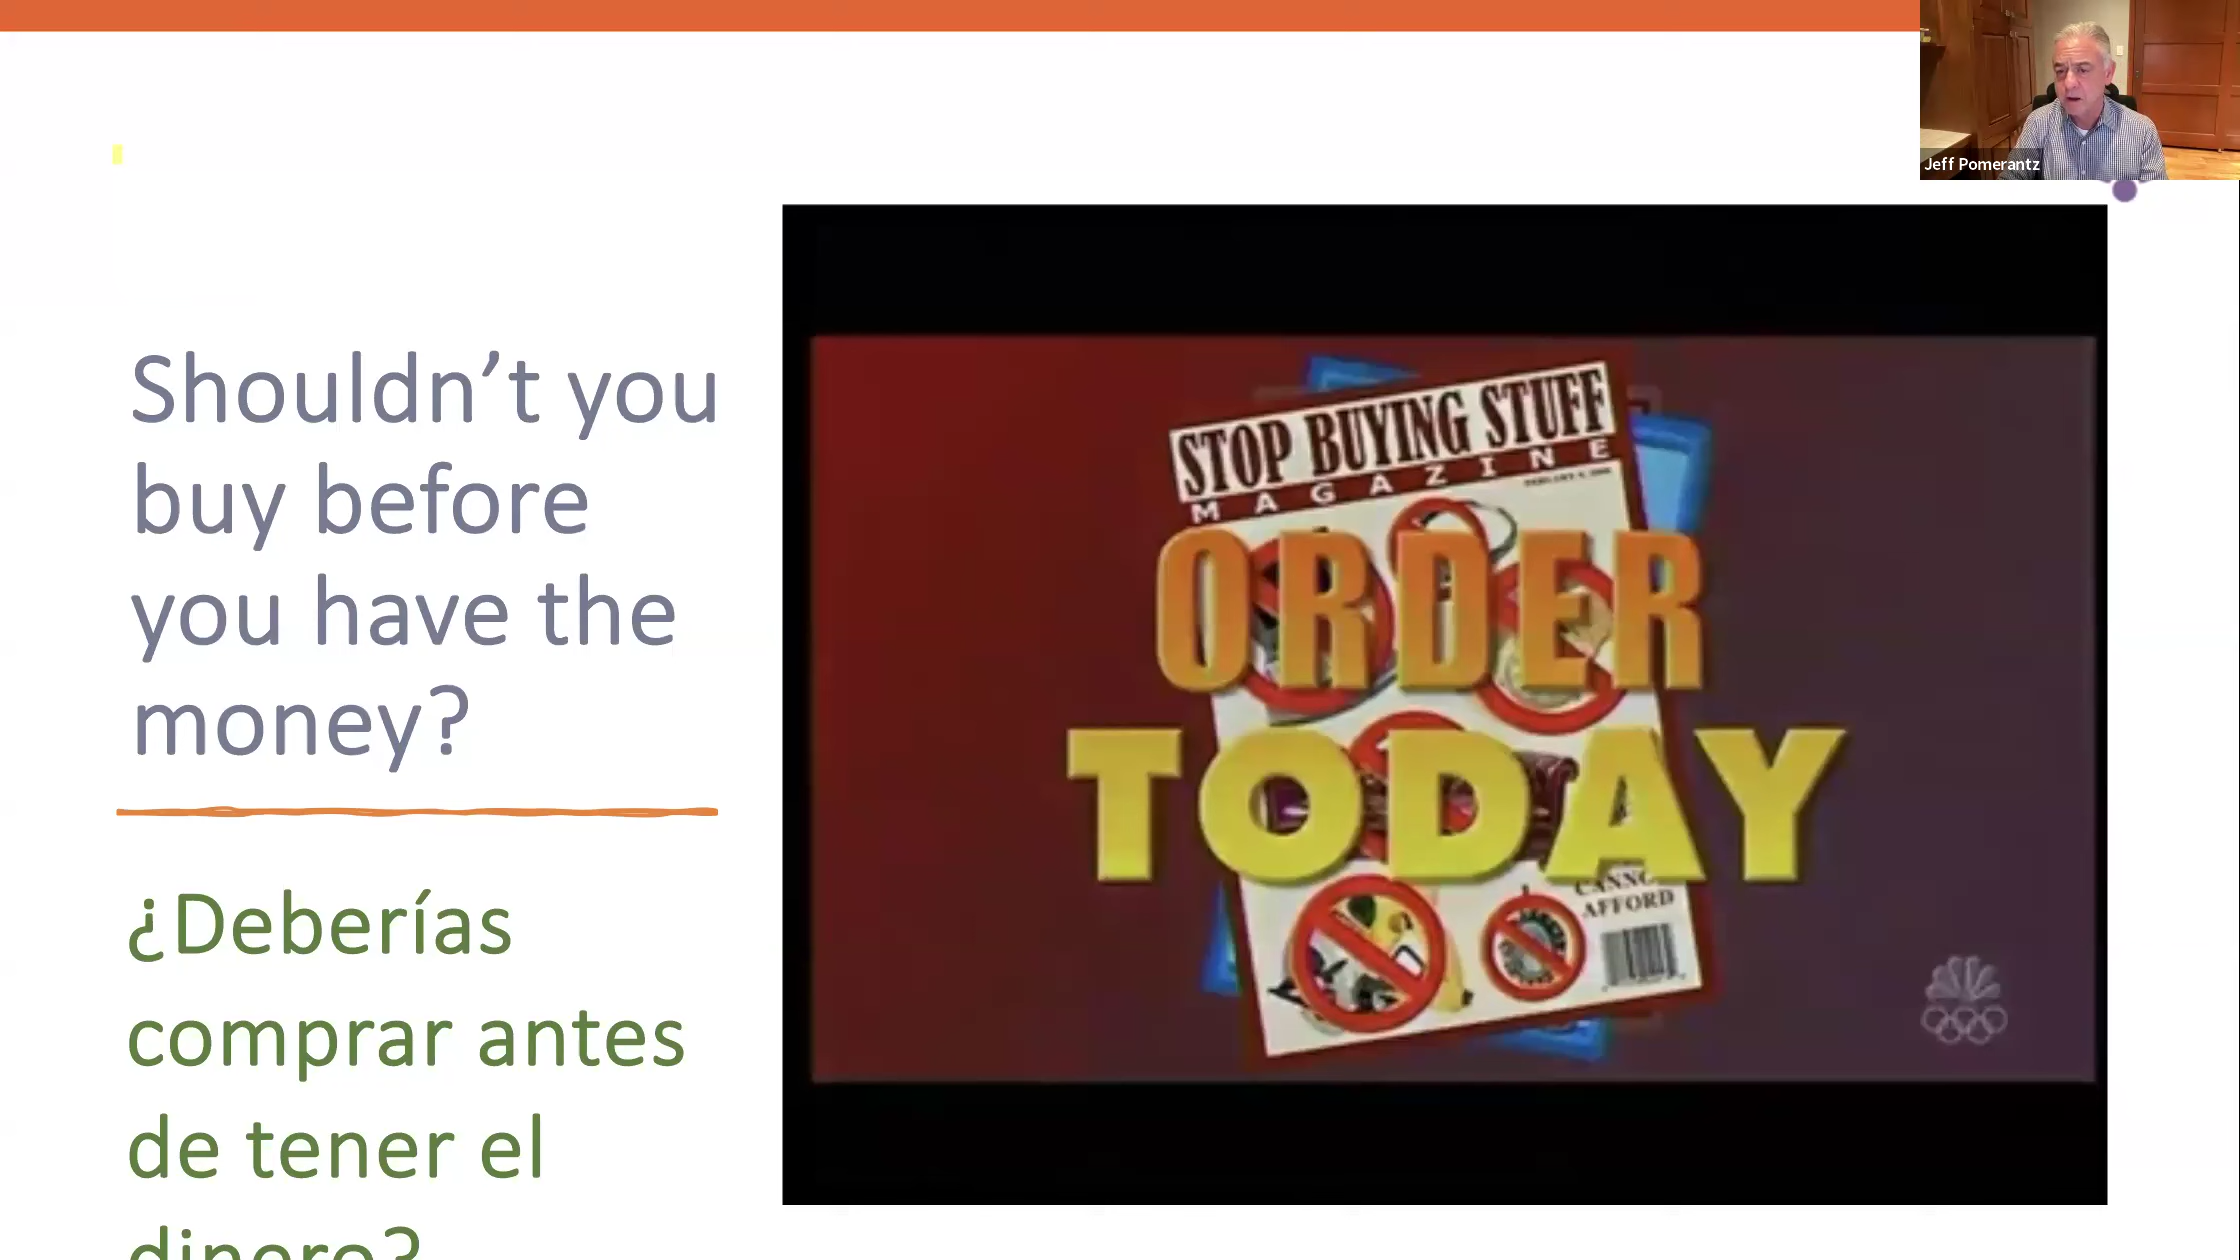 Jeff Pomerantz
Shouldn’t you
buy before
you have the
money?
¿Deberías
comprar antes
de tener el
dinero?
STOP BUYING STUFF
MAGAZINE
ORDER
TODAY
AFFORD